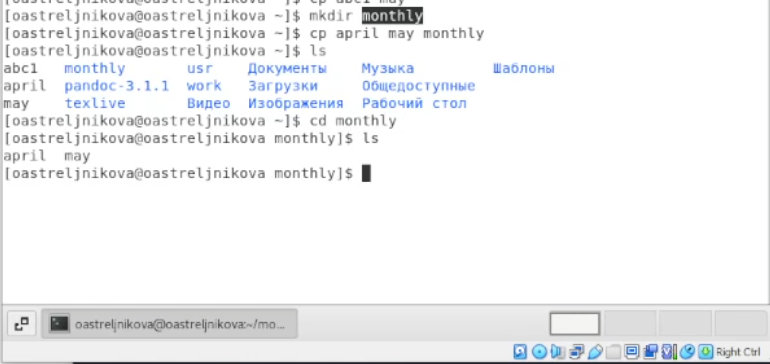 [oastreljnikova@oastreljnikova ~]$ cp abc1 may
[oastreljnikova@oastreljnikova ~]$ mkdir monthly
[oastreljnikova@oastreljnikova ~]$ cp april may monthly
[oastreljnikova@oastreljnikova ~]$ ls
abc1 monthly usr Документы Музыка Шаблоны
april pandoc-3.1.1 work Загрузки Общедоступные
may texlive Видео Изображения Рабочий стол
[oastreljnikova@oastreljnikova ~]$ cd monthly
[oastreljnikova@oastreljnikova monthly]$ ls
april may
[oastreljnikova@oastreljnikova monthly]$
oastreljnikova@oastreljnikova:~/mo...
Right Ctrl